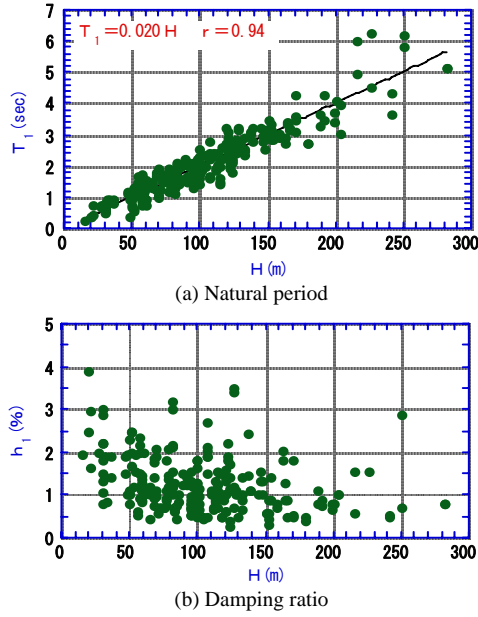 7
T₁=0.020 H r=0.94
6
5
4
3
2
1
0
T₁ (sec)
0 50 100 150 200 250 300
H (m)
(a) Natural period
5
4
3
2
1
0
h₁ (%)
0 50 100 150 200 250 300
H (m)
(b) Damping ratio